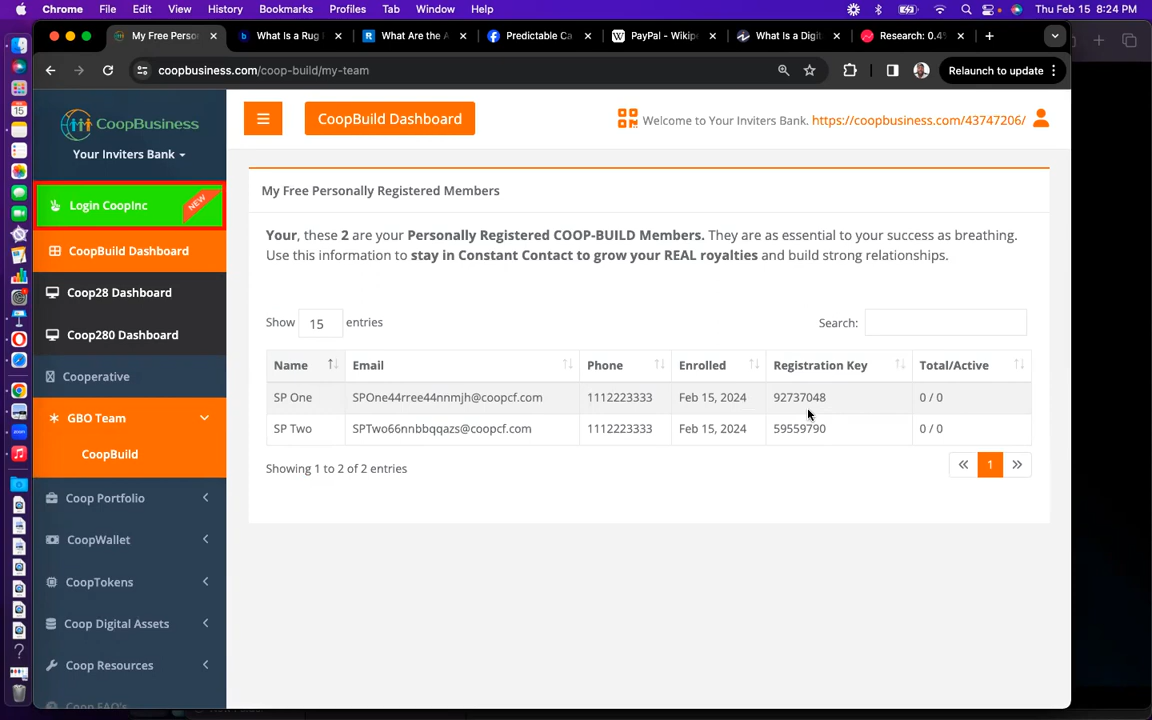 Chrome File Edit View History Bookmarks Profiles Tab Window Help Thu Feb 15 8:24 PM
My Free Perso What Is a Rug What Are the A Predictable Ca PayPal - Wikip What Is a Digit Research: 0.4
coopbusiness.com/coop-build/my-team Relaunch to update
CoopBusiness
Your Inviters Bank
Login CoopInc NEW
CoopBuild Dashboard
Coop28 Dashboard
Coop280 Dashboard
Cooperative
GBO Team
CoopBuild
Coop Portfolio
CoopWallet
CoopTokens
Coop Digital Assets
Coop Resources
Coop FAQ's
CoopBuild Dashboard Welcome to Your Inviters Bank. https://coopbusiness.com/43747206/
My Free Personally Registered Members
Your, these 2 are your Personally Registered COOP-BUILD Members. They are as essential to your success as breathing.
Use this information to stay in Constant Contact to grow your REAL royalties and build strong relationships.
Show 15 entries Search:
Name Email Phone Enrolled Registration Key Total/Active
SP One SPOne44rree44nnmjh@coopcf.com 1112223333 Feb 15, 2024 92737048 0 / 0
SP Two SPTwo66nnbbqqazs@coopcf.com 1112223333 Feb 15, 2024 59559790 0 / 0
Showing 1 to 2 of 2 entries « 1 »